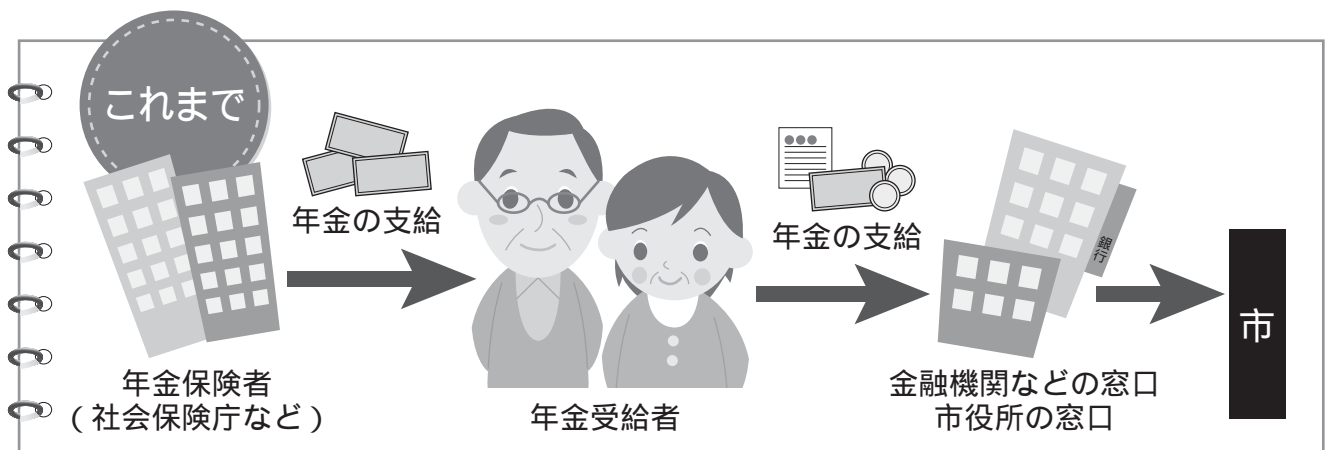 これまで
年金の支給
年金の支給
銀行
市
年金保険者
(社会保険庁など)
年金受給者
金融機関などの窓口
市役所の窓口